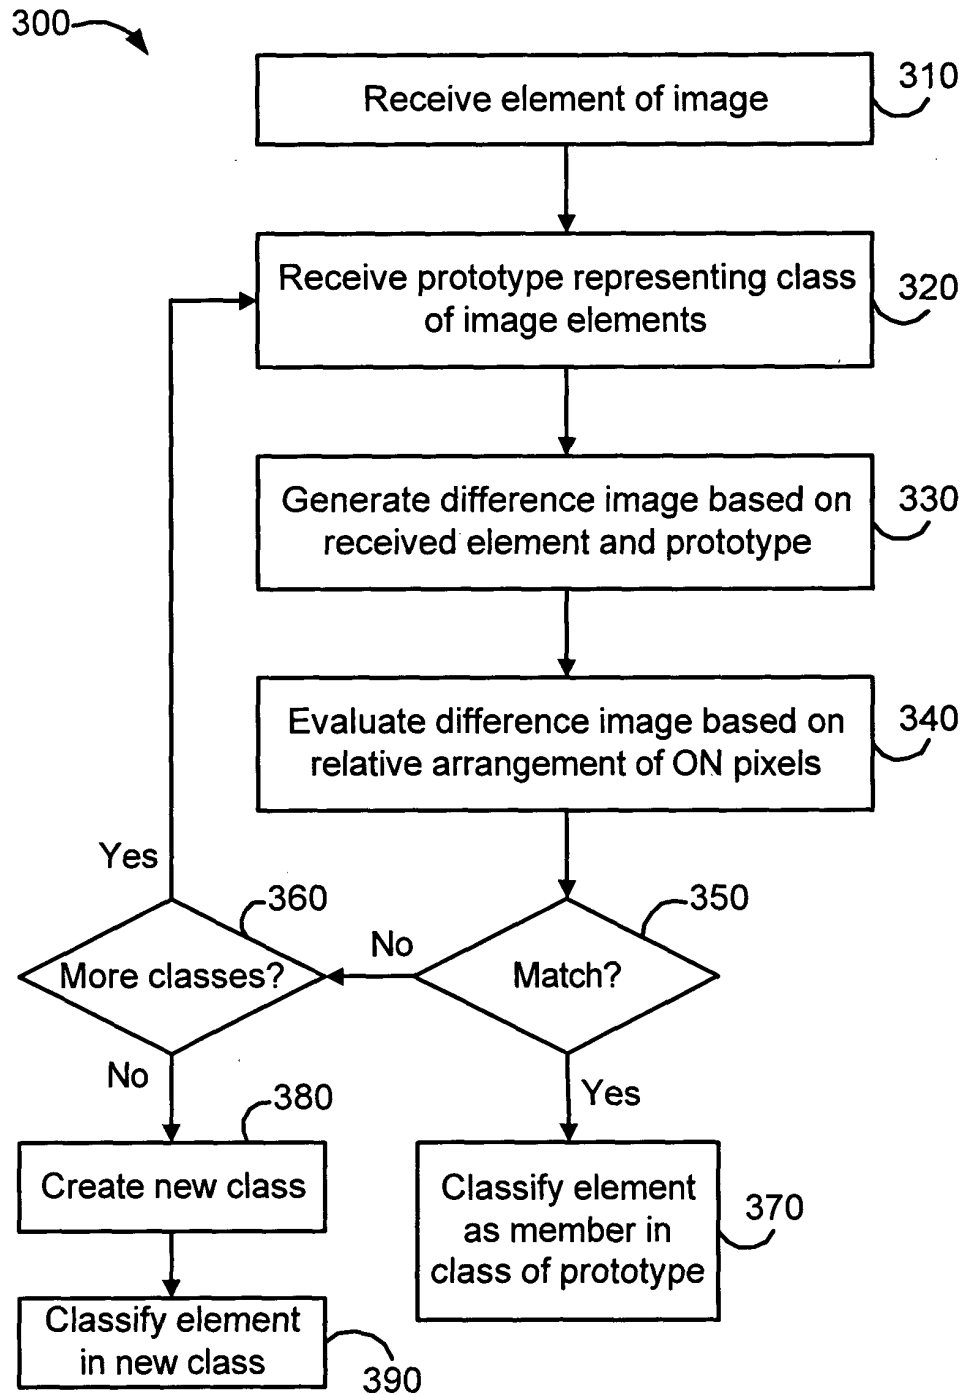 300
310
Receive element of image
320
Receive prototype representing class
of image elements
330
Generate difference image based on
received element and prototype
340
Evaluate difference image based on
relative arrangement of ON pixels
Yes
360
350
No
More classes?
Match?
No
Yes
380
Create new class
Classify element
as member in
class of prototype
370
Classify element
in new class
390